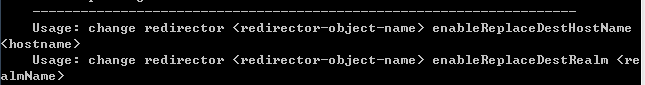 --------------------------------------------------------------------
Usage: change redirector <redirector-object-name> enableReplaceDestHostName
<hostname>
Usage: change redirector <redirector-object-name> enableReplaceDestRealm <re
almName>